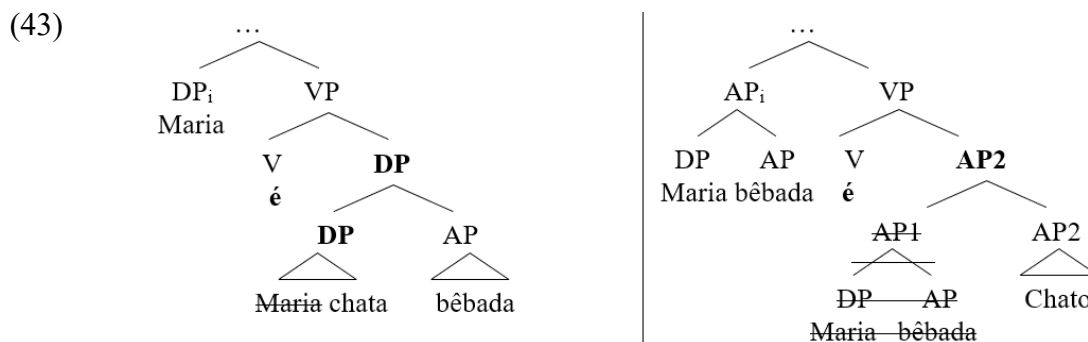 (43)
… …
DPᵢ VP APᵢ VP
Maria
V DP DP AP V AP2
é Maria bêbada é
DP AP AP1 AP2
Maria chata bêbada DP AP Chato
Maria bêbada